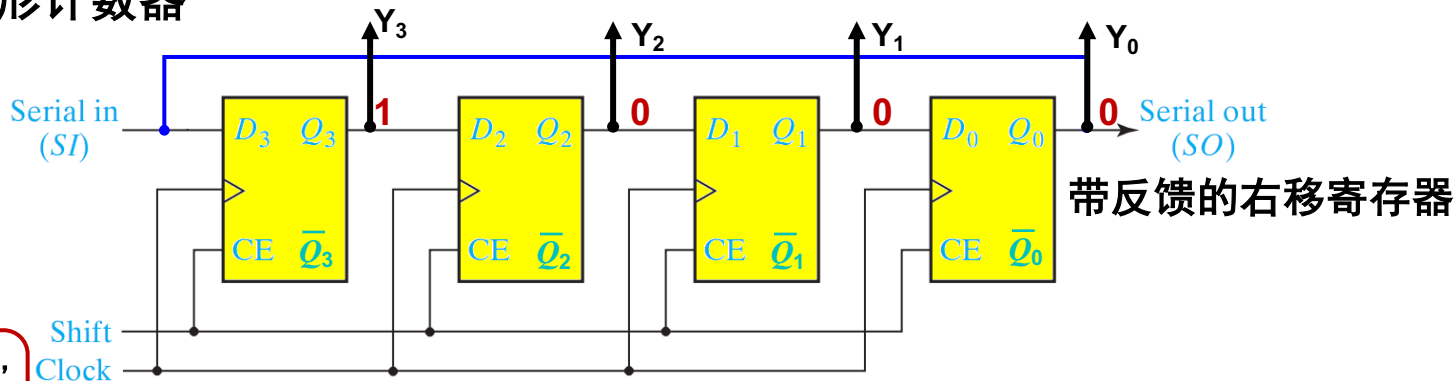 形计数器
Y₃ Y₂ Y₁ Y₀
Serial in
(SI)
1 0 0 0
Serial out
(SO)
D₃ Q₃ D₂ Q₂ D₁ Q₁ D₀ Q₀
带反馈的右移寄存器
CE Q̅₃ CE Q̅₂ CE Q̅₁ CE Q̅₀
Shift
, Clock